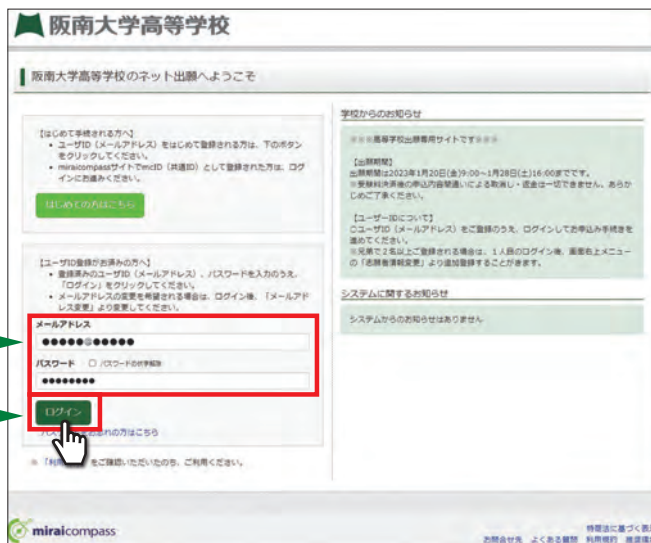 阪南大学高等学校
阪南大学高等学校のネット出願へようこそ
【はじめて手続される方へ】
• ユーザID（メールアドレス）をはじめて登録される方は、下のボタン
をクリックしてください。
• miraicompassサイトでmcID（共通ID）として登録された方は、ログ
インにお進みください。
はじめての方はこちら
【ユーザID登録がお済みの方へ】
• 登録済みのユーザID（メールアドレス）、パスワードを入力のうえ、
「ログイン」をクリックしてください。
• メールアドレスの変更を希望される場合は、ログイン後、「メールアド
レス変更」より変更してください。
メールアドレス
●●●●●●@●●●●●
パスワード □ パスワードの伏字解除
●●●●●●●●
ログイン
お忘れの方はこちら
※「利用 をご確認いただいたのち、ご利用ください。
学校からのお知らせ
＊＊＊高等学校出願専用サイトです＊＊＊
【出願期間】
出願期間は2023年1月20日(金)9:00～1月28日(土)16:00までです。
※受験料決済後の申込内容間違いによる取消し・返金は一切できません。あらか
じめご了承ください。
【ユーザーIDについて】
○ユーザID（メールアドレス）をご登録のうえ、ログインしてお申込み手続きを
進めてください。
※兄弟で2名以上ご登録される場合は、1人目のログイン後、画面右上メニュー
の「志願者情報変更」より追加登録することができます。
システムに関するお知らせ
システムからのお知らせはありません
miraicompass
特商法に基づく表
お問合せ先 よくある質問 利用規約 推奨環